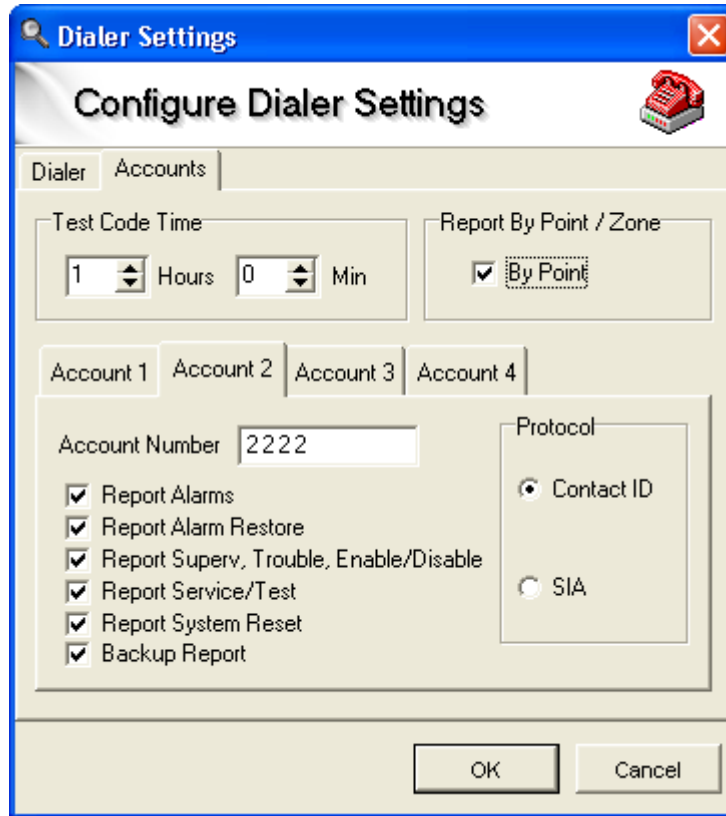 Dialer Settings
Configure Dialer Settings
Dialer Accounts
Test Code Time
1 Hours 0 Min
Report By Point / Zone
By Point
Account 1 Account 2 Account 3 Account 4
Account Number 2222
Report Alarms
Report Alarm Restore
Report Superv, Trouble, Enable/Disable
Report Service/Test
Report System Reset
Backup Report
Protocol
Contact ID
SIA
OK Cancel